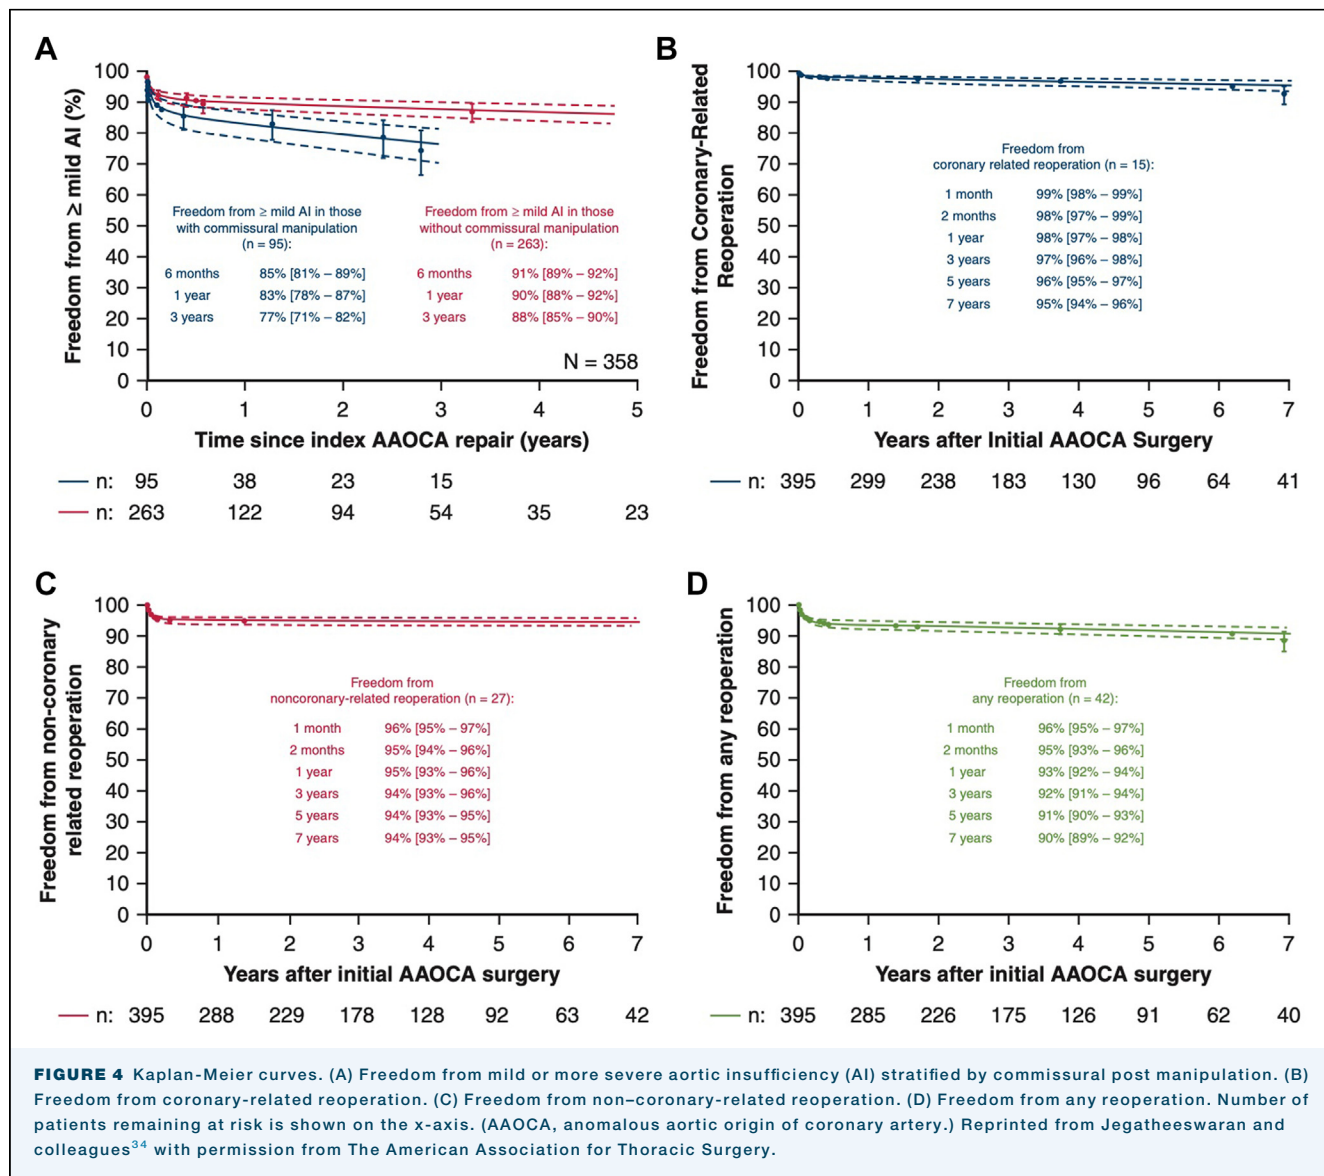 A
Freedom from ≥ mild AI (%)
100
90
80
70
60
50
40
30
20
10
0
Freedom from ≥ mild AI in those
with commissural manipulation
(n = 95):
6 months 85% [81% – 89%]
1 year 83% [78% – 87%]
3 years 77% [71% – 82%]
Freedom from ≥ mild AI in those
without commissural manipulation
(n = 263):
6 months 91% [89% – 92%]
1 year 90% [88% – 92%]
3 years 88% [85% – 90%]
N = 358
0 1 2 3 4 5
Time since index AAOCA repair (years)
n: 95 38 23 15
n: 263 122 94 54 35 23
B
Freedom from Coronary-Related
Reoperation
100
90
80
70
60
50
40
30
20
10
0
Freedom from
coronary related reoperation (n = 15):
1 month 99% [98% – 99%]
2 months 98% [97% – 99%]
1 year 98% [97% – 98%]
3 years 97% [96% – 98%]
5 years 96% [95% – 97%]
7 years 95% [94% – 96%]
0 1 2 3 4 5 6 7
Years after Initial AAOCA Surgery
n: 395 299 238 183 130 96 64 41
C
Freedom from non-coronary
related reoperation
100
90
80
70
60
50
40
30
20
10
0
Freedom from
noncoronary-related reoperation (n = 27):
1 month 96% [95% – 97%]
2 months 95% [94% – 96%]
1 year 95% [93% – 96%]
3 years 94% [93% – 96%]
5 years 94% [93% – 95%]
7 years 94% [93% – 95%]
0 1 2 3 4 5 6 7
Years after initial AAOCA surgery
n: 395 288 229 178 128 92 63 42
D
Freedom from any reoperation
100
90
80
70
60
50
40
30
20
10
0
Freedom from
any reoperation (n = 42):
1 month 96% [95% – 97%]
2 months 95% [93% – 96%]
1 year 93% [92% – 94%]
3 years 92% [91% – 94%]
5 years 91% [90% – 93%]
7 years 90% [89% – 92%]
0 1 2 3 4 5 6 7
Years after initial AAOCA surgery
n: 395 285 226 175 126 91 62 40
FIGURE 4 Kaplan-Meier curves. (A) Freedom from mild or more severe aortic insufficiency (AI) stratified by commissural post manipulation. (B)
Freedom from coronary-related reoperation. (C) Freedom from non–coronary-related reoperation. (D) Freedom from any reoperation. Number of
patients remaining at risk is shown on the x-axis. (AAOCA, anomalous aortic origin of coronary artery.) Reprinted from Jegatheeswaran and
colleagues34 with permission from The American Association for Thoracic Surgery.